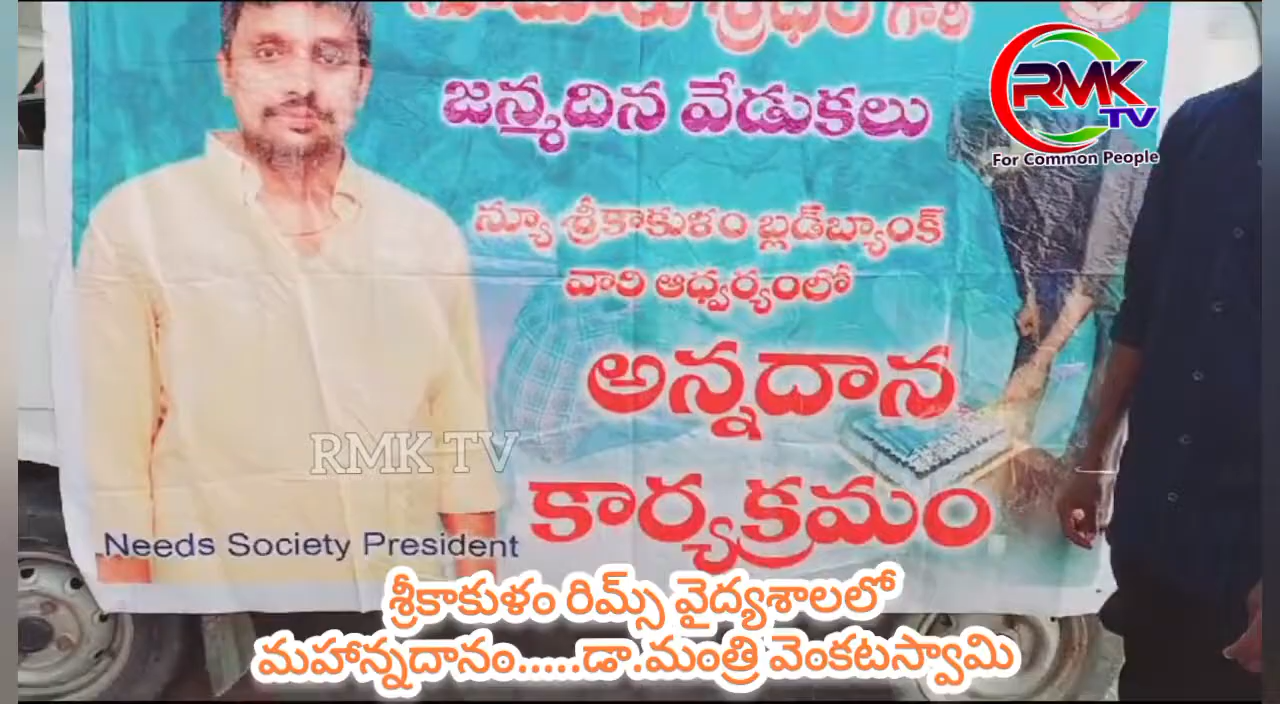 గారి
RMK
TV
For Common People
జన్మదిన వేడుకలు
న్యూ శ్రీకాకుళం బ్లడ్‌బ్యాంక్
వారి ఆధ్వర్యంలో
అన్నదాన
కార్యక్రమం
RMK TV
Needs Society President
శ్రీకాకుళం రిమ్స్ వైద్యశాలలో
మహాన్నదానం.....డా.మంత్రి వెంకటస్వామి